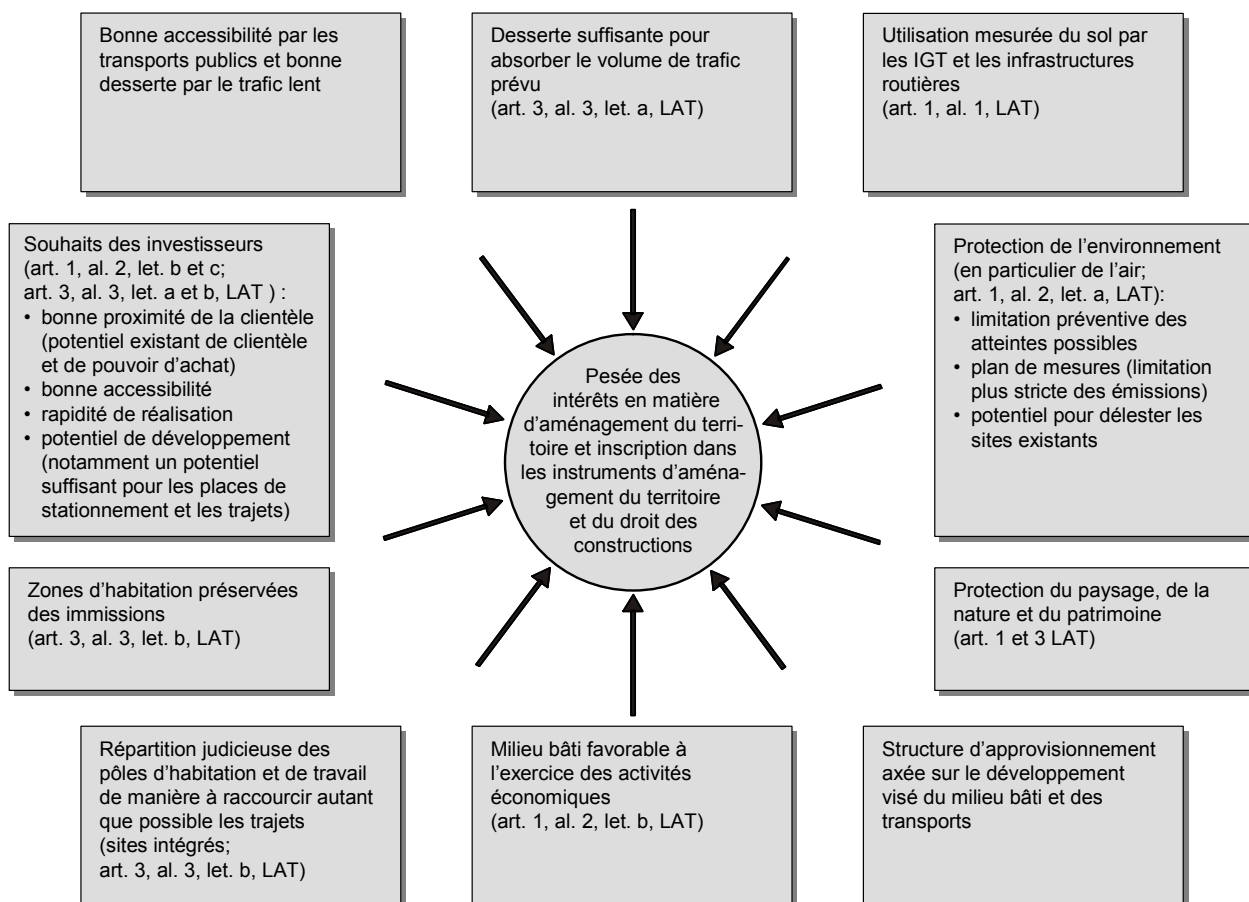 Bonne accessibilité par les
transports publics et bonne
desserte par le trafic lent
Desserte suffisante pour
absorber le volume de trafic
prévu
(art. 3, al. 3, let. a, LAT)
Utilisation mesurée du sol par
les IGT et les infrastructures
routières
(art. 1, al. 1, LAT)
Souhaits des investisseurs
(art. 1, al. 2, let. b et c;
art. 3, al. 3, let. a et b, LAT ) :
• bonne proximité de la clientèle
(potentiel existant de clientèle
et de pouvoir d’achat)
• bonne accessibilité
• rapidité de réalisation
• potentiel de développement
(notamment un potentiel
suffisant pour les places de
stationnement et les trajets)
Pesée des
intérêts en matière
d’aménagement du terri-
toire et inscription dans
les instruments d’amé-
nagement du territoire
et du droit des
constructions
Protection de l’environnement
(en particulier de l’air;
art. 1, al. 2, let. a, LAT):
• limitation préventive des
atteintes possibles
• plan de mesures (limitation
plus stricte des émissions)
• potentiel pour délester les
sites existants
Zones d’habitation préservées
des immissions
(art. 3, al. 3, let. b, LAT)
Protection du paysage, de la
nature et du patrimoine
(art. 1 et 3 LAT)
Répartition judicieuse des
pôles d’habitation et de travail
de manière à raccourcir autant
que possible les trajets
(sites intégrés;
art. 3, al. 3, let. b, LAT)
Milieu bâti favorable à
l’exercice des activités
économiques
(art. 1, al. 2, let. b, LAT)
Structure d’approvisionnement
axée sur le développement
visé du milieu bâti et des
transports